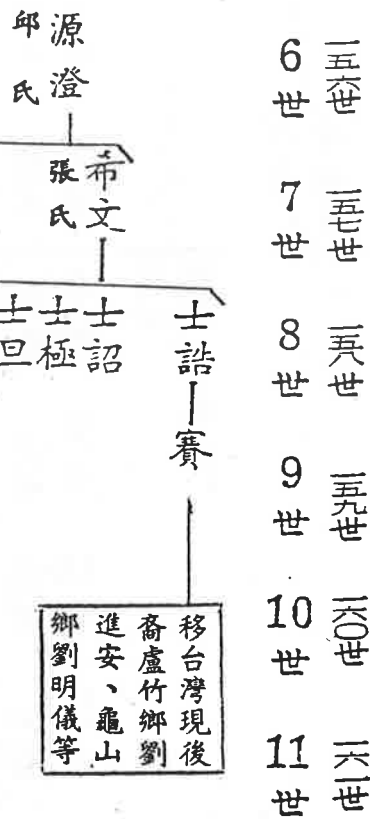 一五六世
一五七世
一五八世
一五九世
一六〇世
一六一世
6世
7世
8世
9世
10世
11世
源澄
邱氏
希文
張氏
士誥
士詔
士極
士旦
賽
移台灣現後
裔盧竹鄉劉
進安、龜山
鄉劉明儀等